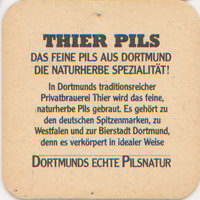 THIER PILS
DAS FEINE PILS AUS DORTMUND
DIE NATURHERBE SPEZIALITÄT!
In Dortmunds traditionsreicher
Privatbrauerei Thier wird das feine,
naturherbe Pils gebraut. Es gehört zu
den deutschen Spitzenmarken, zu
Westfalen und zur Bierstadt Dortmund,
denn es verkörpert in idealer Weise
DORTMUNDS ECHTE PILSNATUR